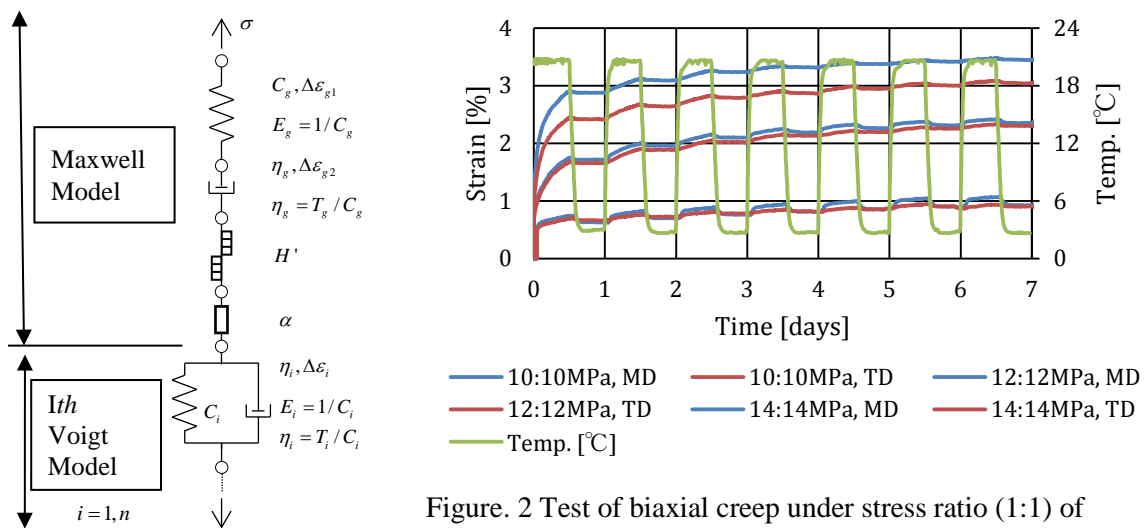 σ
C_g, Δε_g1
E_g = 1/C_g
Maxwell
Model
η_g, Δε_g2
η_g = T_g / C_g
H'
α
η_i, Δε_i
C_i
E_i = 1/C_i
η_i = T_i / C_i
Ith
Voigt
Model
i = 1, n
4
3
2
1
0
Strain [%]
24
18
12
6
0
Temp. [℃]
0 1 2 3 4 5 6 7
Time [days]
10:10MPa, MD 10:10MPa, TD 12:12MPa, MD
12:12MPa, TD 14:14MPa, MD 14:14MPa, TD
Temp. [℃]
Figure. 2 Test of biaxial creep under stress ratio (1:1) of